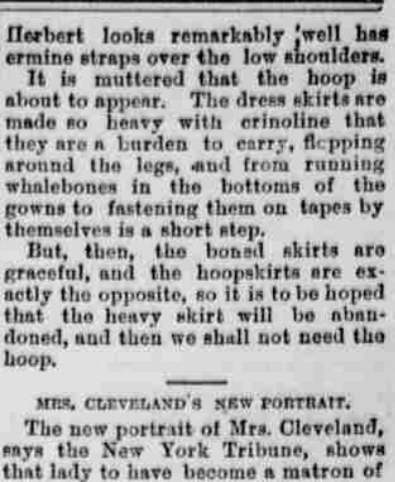 Herbert looks remarkably well has
ermine straps over the low shoulders.
It is muttered that the hoop is
about to appear. The dress skirts are
made so heavy with crinoline that
they are a burden to carry, flopping
around the legs, and from running
whalebones in the bottoms of the
gowns to fastening them on tapes by
themselves is a short step.
But, then, the boned skirts are
graceful, and the hoopskirts are ex-
actly the opposite, so it is to be hoped
that the heavy skirt will be aban-
doned, and then we shall not need the
hoop.
MRS. CLEVELAND'S NEW PORTRAIT.
The new portrait of Mrs. Cleveland,
says the New York Tribune, shows
that lady to have become a matron of